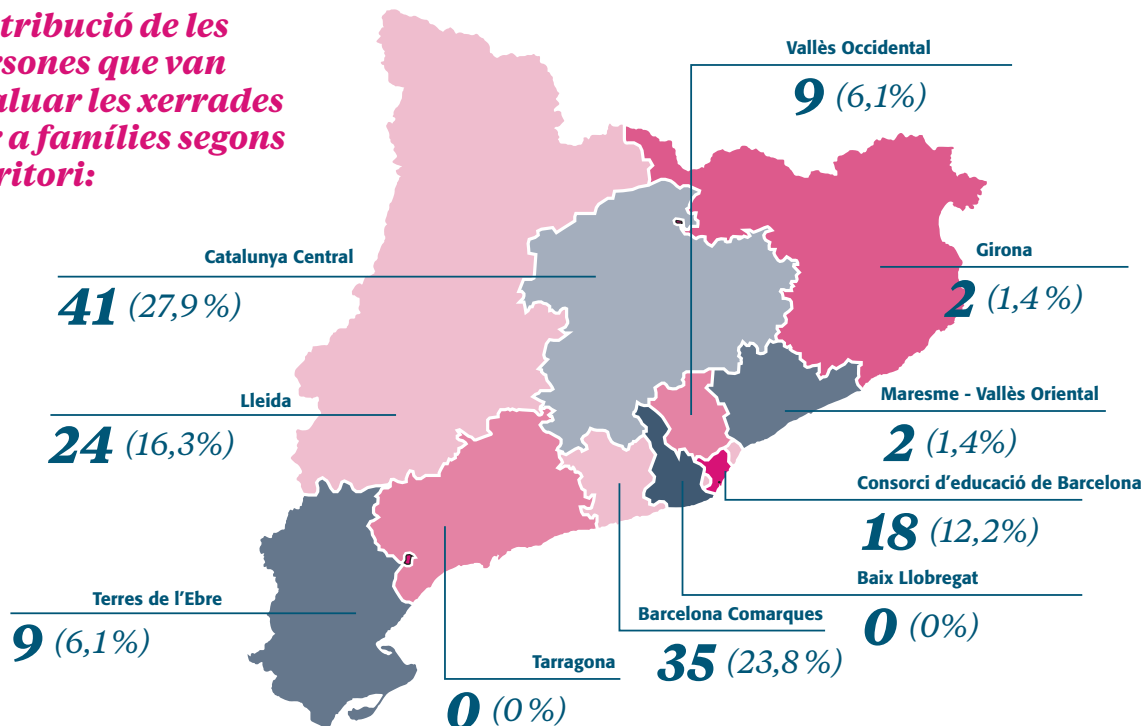 tribució de les
rsones que van
aluar les xerrades
r a famílies segons
ritori:
Vallès Occidental
9 (6,1%)
Catalunya Central
41 (27,9%)
Girona
2 (1,4%)
Lleida
24 (16,3%)
Maresme - Vallès Oriental
2 (1,4%)
Consorci d'educació de Barcelona
18 (12,2%)
Baix Llobregat
0 (0%)
Terres de l'Ebre
9 (6,1%)
Barcelona Comarques
35 (23,8%)
Tarragona
0 (0%)